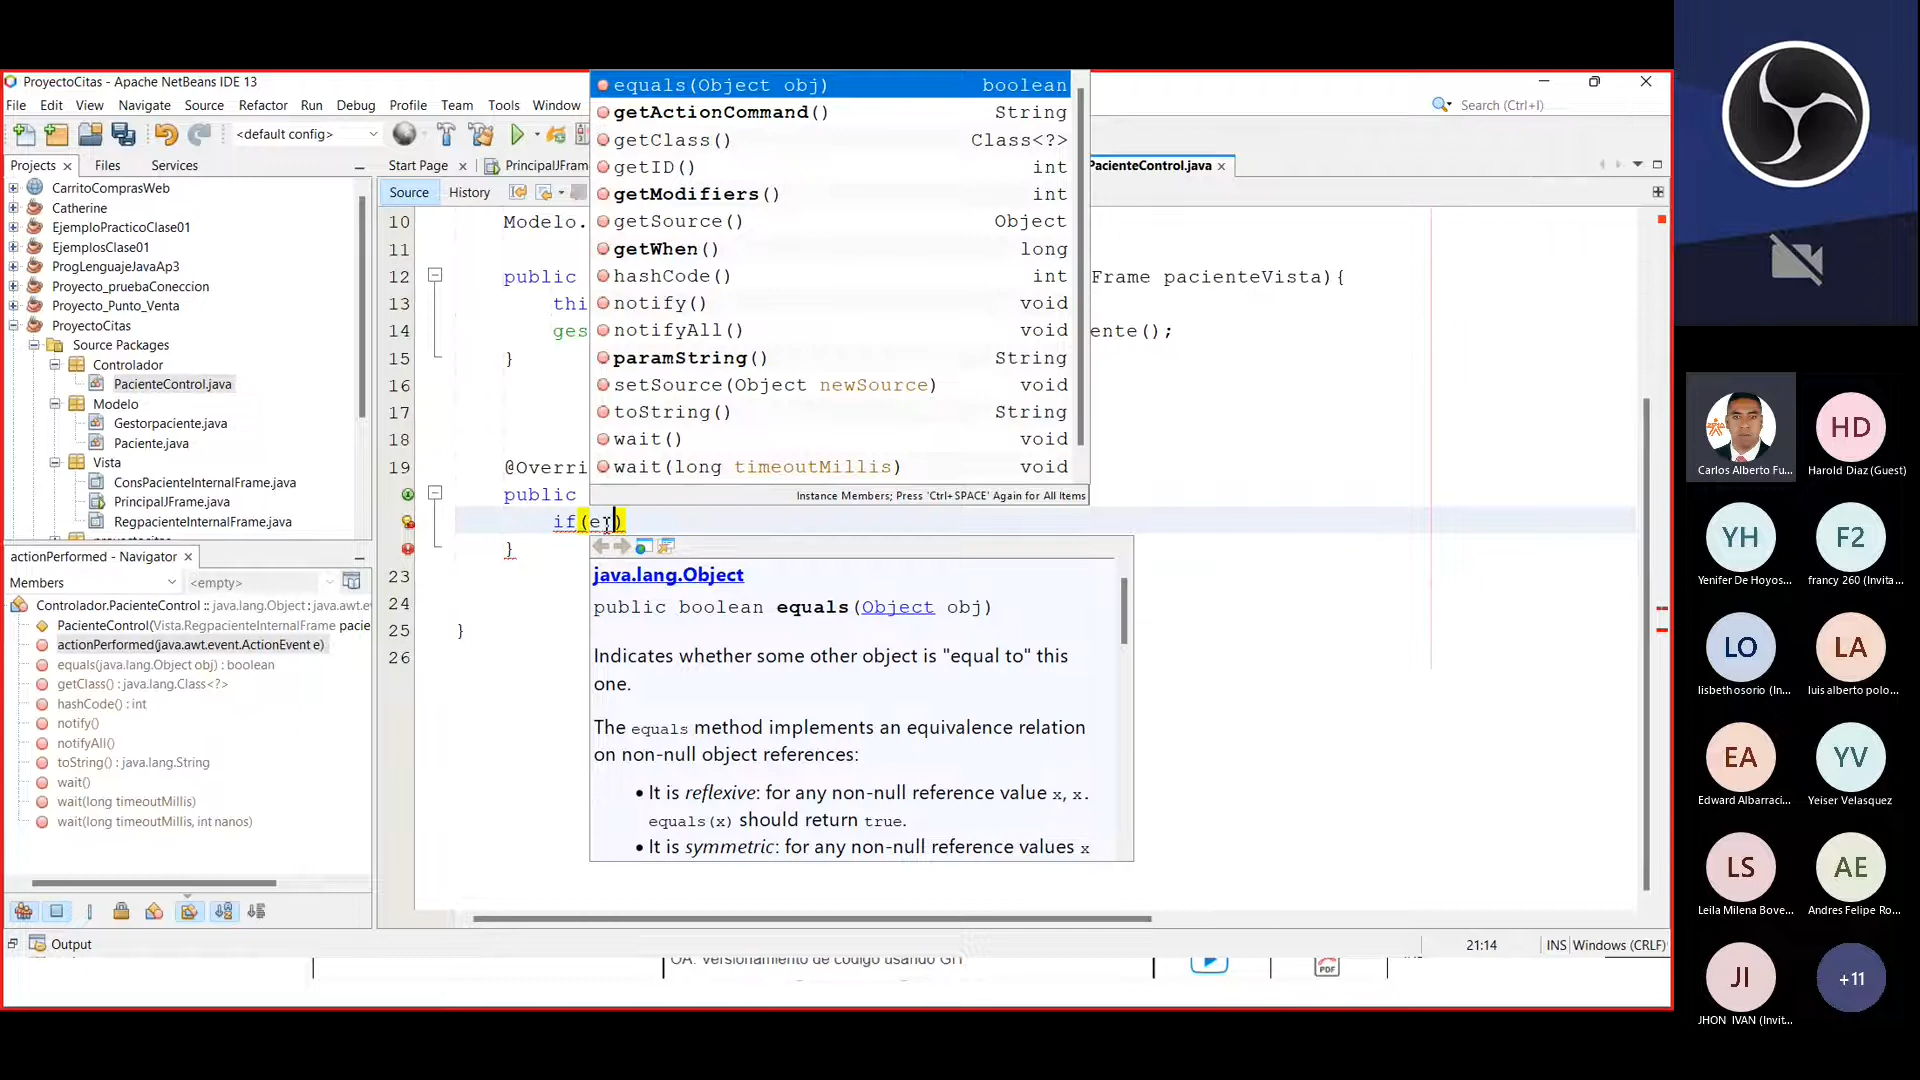 ProyectoCitas - Apache NetBeans IDE 13
File Edit View Navigate Source Refactor Run Debug Profile Team Tools Window
Search (Ctrl+I)
<default config>
Projects Files Services
Start Page PrincipalJFram PacienteControl.java
Source History
CarritoComprasWeb
Catherine
EjemploPracticoClase01
EjemplosClase01
ProgLenguajeJavaAp3
Proyecto_pruebaConeccion
Proyecto_Punto_Venta
ProyectoCitas
Source Packages
Controlador
PacienteControl.java
Modelo
Gestorpaciente.java
Paciente.java
Vista
ConsPacienteInternalFrame.java
PrincipalJFrame.java
RegpacienteInternalFrame.java
actionPerformed - Navigator
Members <empty>
Controlador.PacienteControl :: java.lang.Object : java.awt.e
PacienteControl(Vista.RegpacienteInternalFrame pacie
actionPerformed(java.awt.event.ActionEvent e)
equals(java.lang.Object obj) : boolean
getClass() : java.lang.Class<?>
hashCode() : int
notify()
notifyAll()
toString() : java.lang.String
wait()
wait(long timeoutMillis)
wait(long timeoutMillis, int nanos)
Output
10 Modelo.
11
12 public Frame pacienteVista){
13 thi
14 ges ente();
15 }
16
17
18
19 @Overri
public
if(e.)
}
23
24
25 }
26
equals(Object obj) boolean
getActionCommand() String
getClass() Class<?>
getID() int
getModifiers() int
getSource() Object
getWhen() long
hashCode() int
notify() void
notifyAll() void
paramString() String
setSource(Object newSource) void
toString() String
wait() void
wait(long timeoutMillis) void
Instance Members; Press 'Ctrl+SPACE' Again for All Items
java.lang.Object
public boolean equals(Object obj)
Indicates whether some other object is "equal to" this
one.
The equals method implements an equivalence relation
on non-null object references:
• It is reflexive: for any non-null reference value x, x.
equals(x) should return true.
• It is symmetric: for any non-null reference values x
21:14 INS Windows (CRLF)
OA. Versionamiento de codigo usando GIT
PDF
Carlos Alberto Fu...
HD
Harold Diaz (Guest)
YH
Yenifer De Hoyos...
F2
francy 260 (Invita...
LO
lisbeth osorio (In...
LA
luis alberto polo...
EA
Edward Albarraci...
YV
Yeiser Velasquez
LS
Leila Milena Bove...
AE
Andres Felipe Ro...
JI
JHON IVAN (Invit...
+11